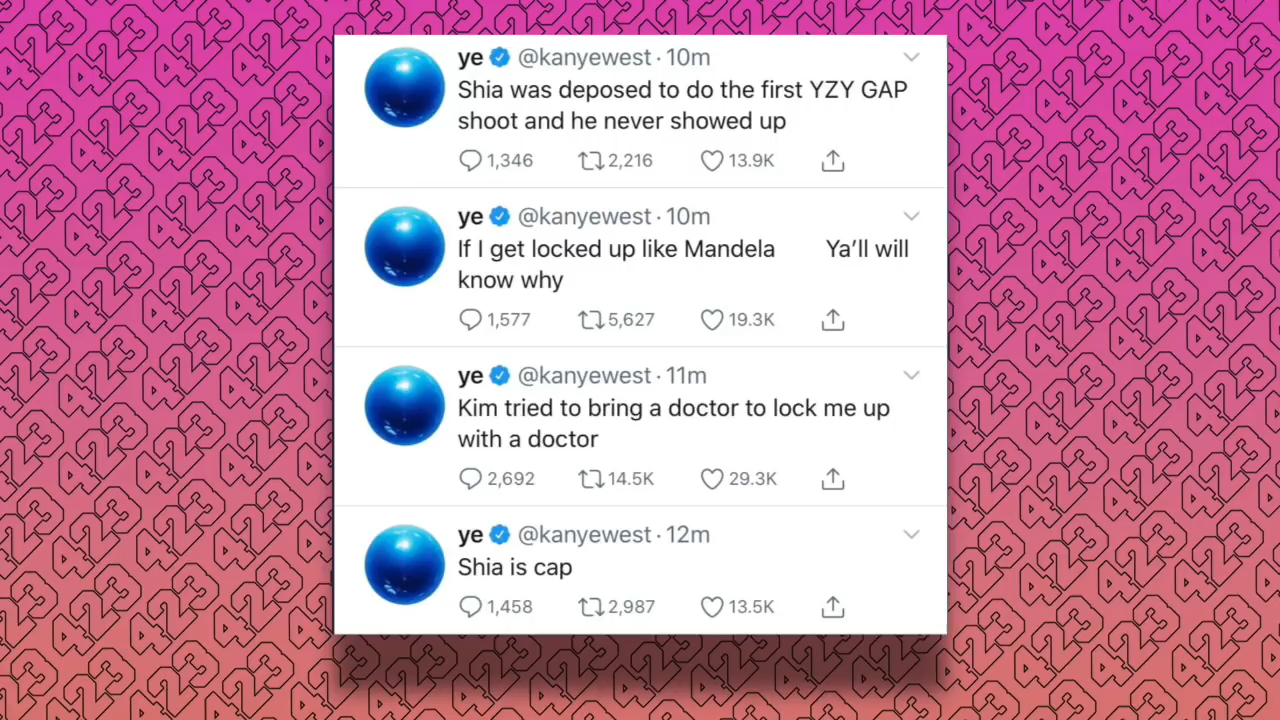 ye @kanyewest · 10m
Shia was deposed to do the first YZY GAP
shoot and he never showed up
1,346 2,216 13.9K
ye @kanyewest · 10m
If I get locked up like Mandela Ya’ll will
know why
1,577 5,627 19.3K
ye @kanyewest · 11m
Kim tried to bring a doctor to lock me up
with a doctor
2,692 14.5K 29.3K
ye @kanyewest · 12m
Shia is cap
1,458 2,987 13.5K
423